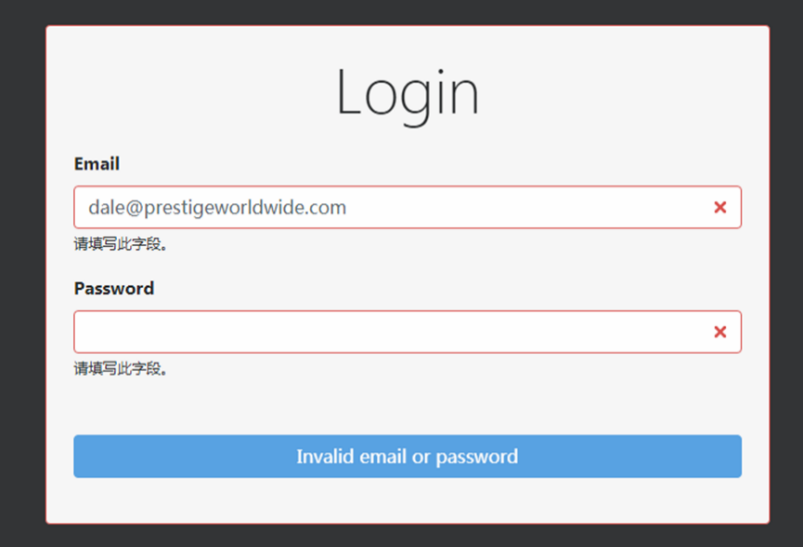 Login
Email
dale@prestigeworldwide.com
请填写此字段。
Password
请填写此字段。
Invalid email or password